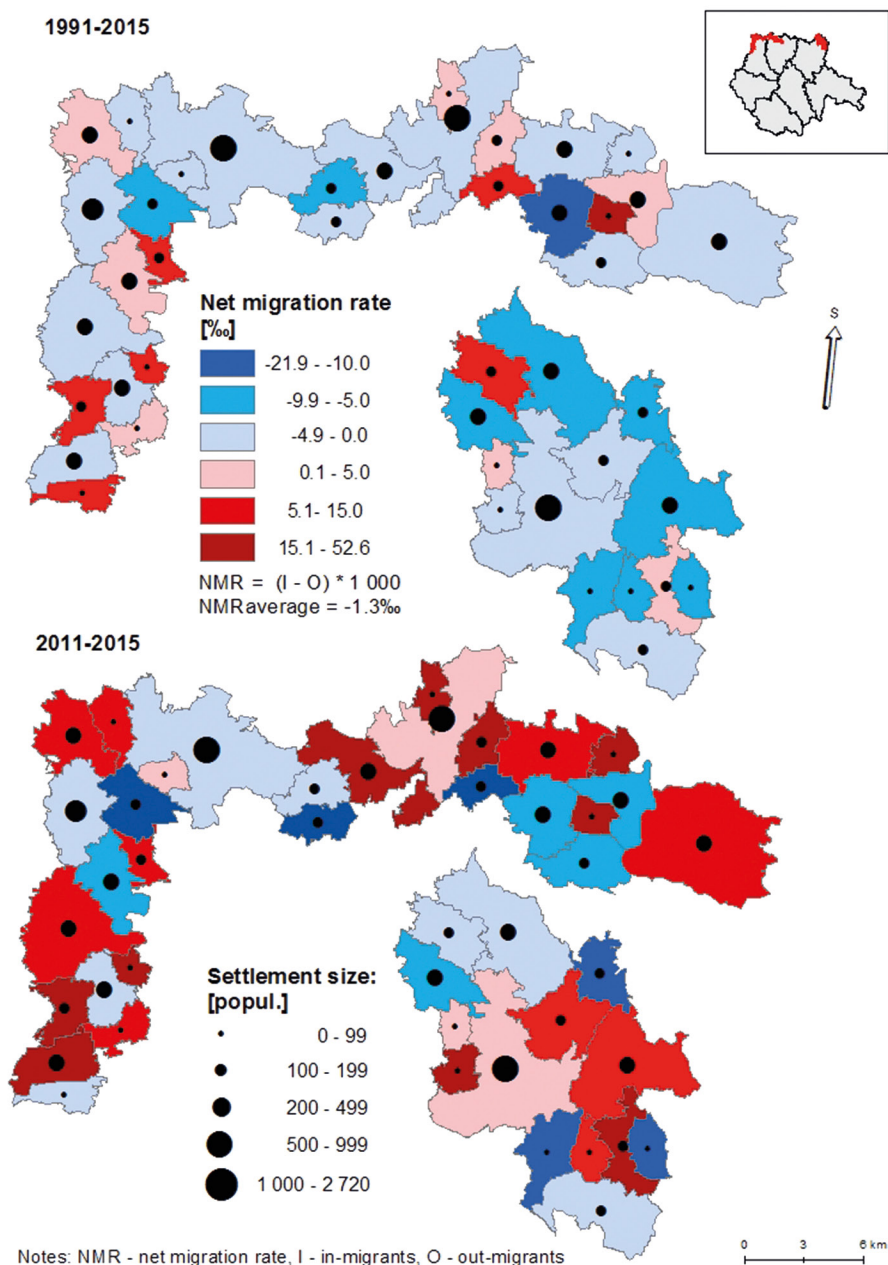 1991-2015
S
Net migration rate
[‰]
-21.9 - -10.0
-9.9 - -5.0
-4.9 - 0.0
0.1 - 5.0
5.1- 15.0
15.1 - 52.6
NMR = (I - O) * 1 000
NMRaverage = -1.3‰
2011-2015
Settlement size:
[popul.]
0 - 99
100 - 199
200 - 499
500 - 999
1 000 - 2 720
Notes: NMR - net migration rate, I - in-migrants, O - out-migrants
0 3 6 km